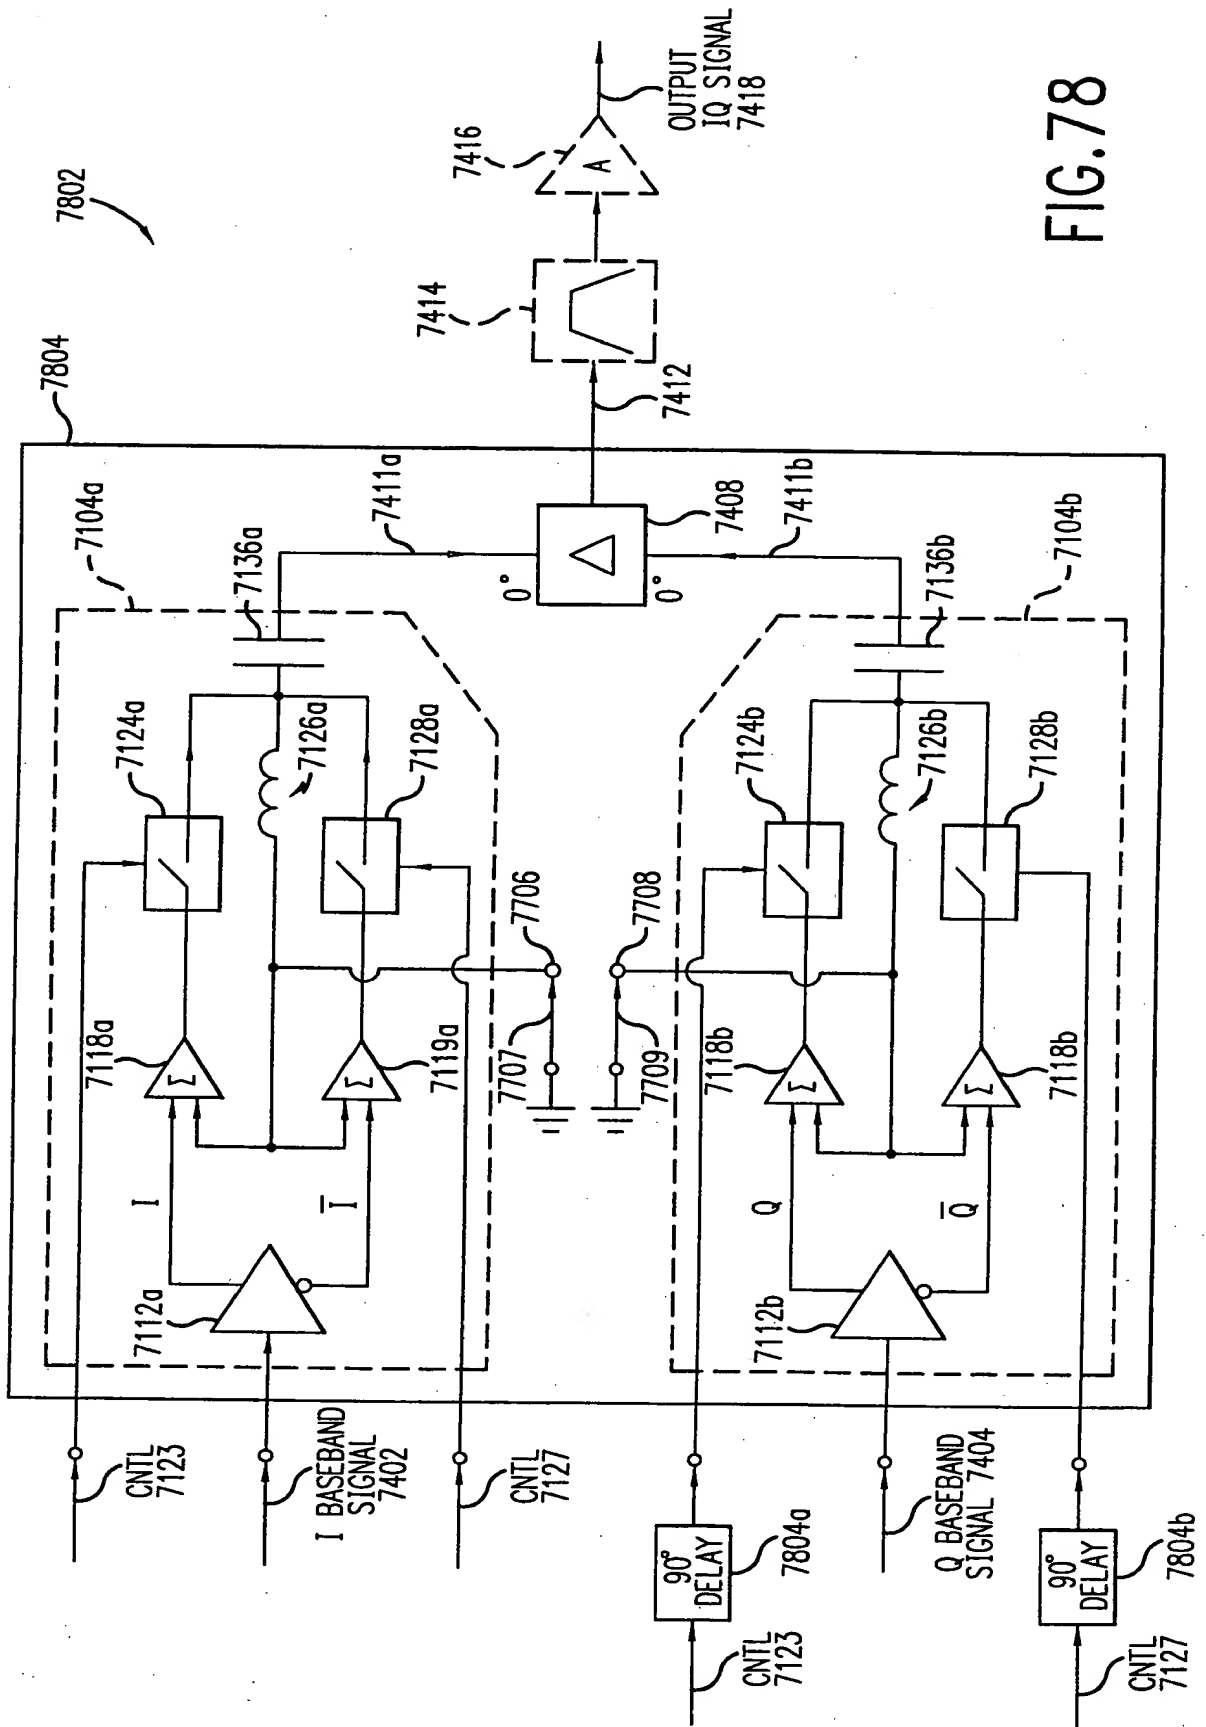 7802
7804
7104a
7136a
7124a
7126a
7128a
7118a
7119a
Σ
Σ
I
I̅
7112a
CNTL
7123
I BASEBAND
SIGNAL
7402
CNTL
7127
7411a
0°
0°
7408
7411b
7412
7414
7416
A
OUTPUT
IQ SIGNAL
7418
7706
7707
7708
7709
7104b
7136b
7124b
7126b
7128b
7118b
7118b
Σ
Σ
Q
Q̅
7112b
90°
DELAY
7804a
CNTL
7123
Q BASEBAND
SIGNAL 7404
90°
DELAY
7804b
CNTL
7127
FIG.78